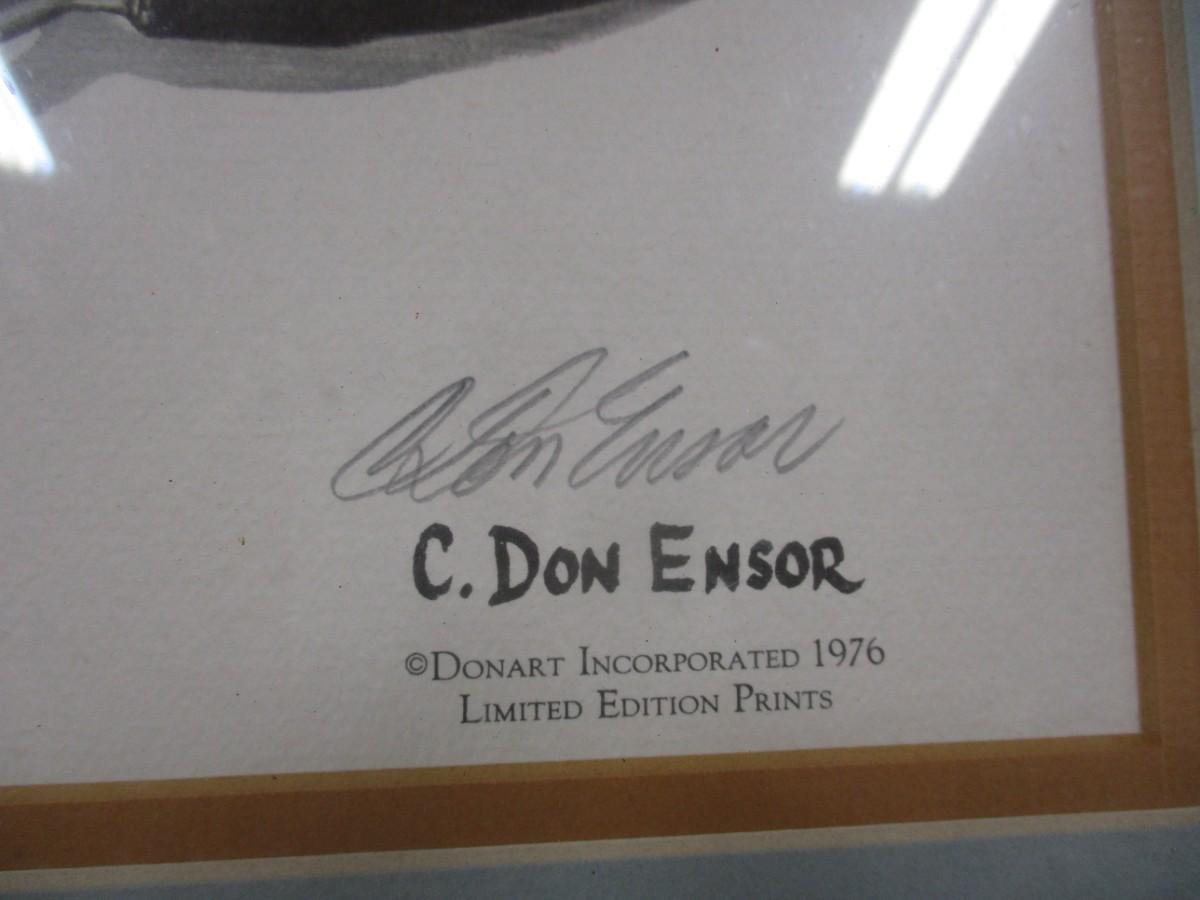 C Don Ensor
C. DON ENSOR
©DONART INCORPORATED 1976
LIMITED EDITION PRINTS